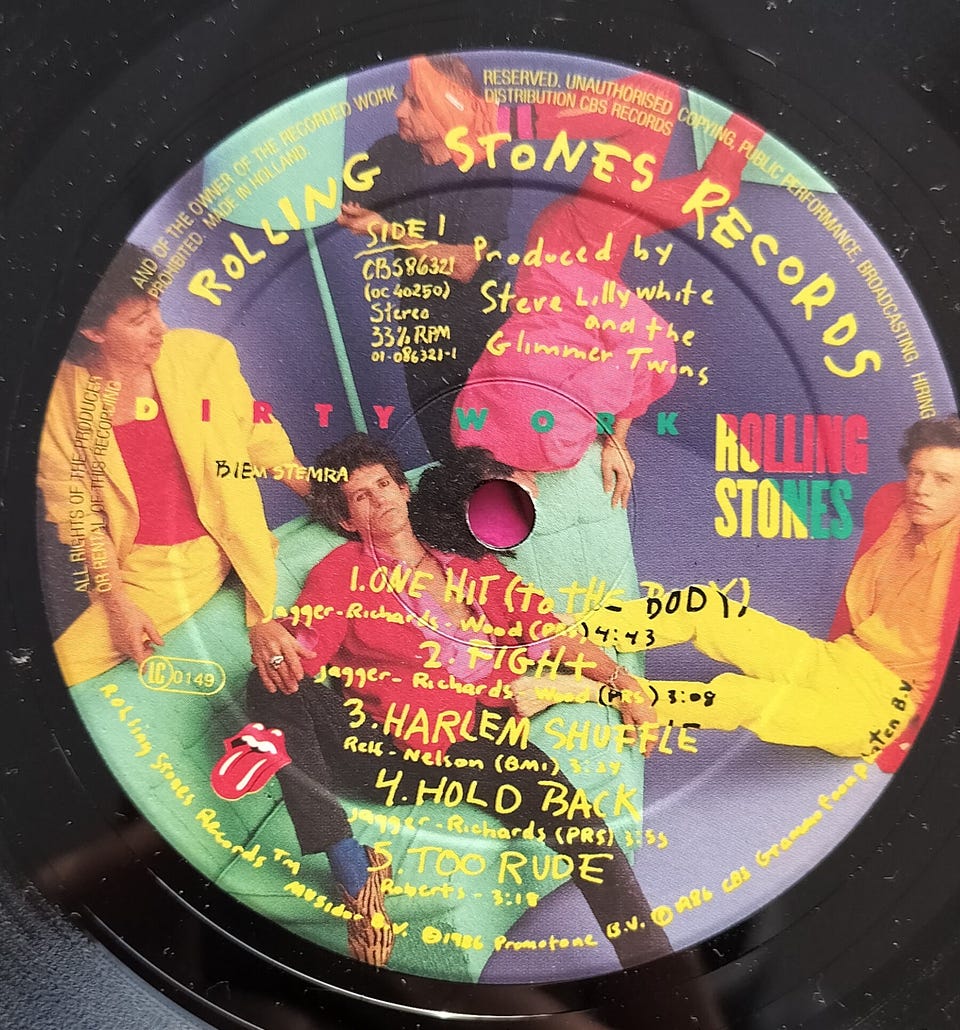 ALL RIGHTS OF THE PRODUCER
AND OF THE OWNER OF THE RECORDED WORK
RESERVED. UNAUTHORISED COPYING, PUBLIC PERFORMANCE, BROADCASTING, HIRING
OR RENTAL OF THIS RECORDING
PROHIBITED. MADE IN HOLLAND.
DISTRIBUTION CBS RECORDS
ROLLING STONES RECORDS
SIDE 1
CBS86321
(OC 40250)
Stereo
33⅓ RPM
01-086321-1
Produced by
Steve Lillywhite
and the
Glimmer Twins
DIRTY WORK
ROLLING
STONES
BIEM STEMRA
1. ONE HIT (to tHE BODY)
Jagger-Richards-Wood (PRS) 4:43
2. FIGHt
Jagger-Richards-Wood (PRS) 3:08
3. HARLEM SHUFFLE
Relf-Nelson (BMI) 3:24
4. HOLD BACK
Jagger-Richards (PRS) 3:53
5. TOO RUDE
Roberts - 3:18
LC 0149
Rolling Stones Records TM Musidor B.V. ©1986 Promotone B.V. ℗1986 CBS Grammofoonplaten B.V.